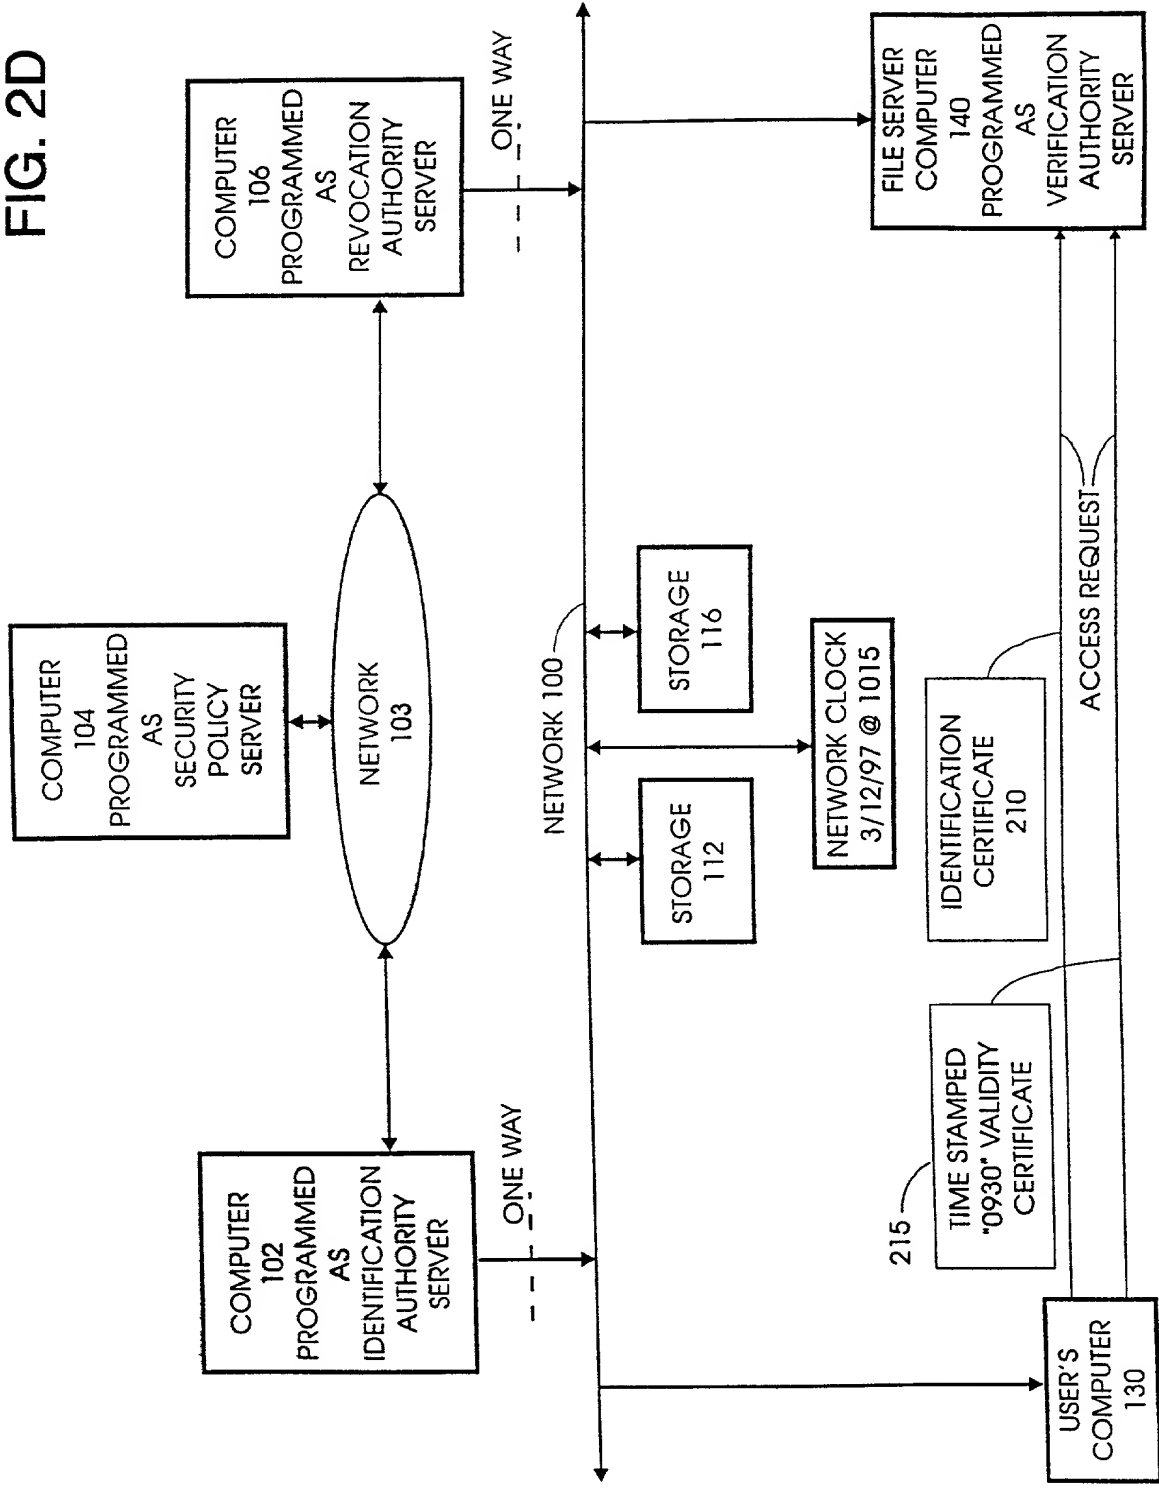 FIG. 2D
COMPUTER
104
PROGRAMMED
AS
SECURITY
POLICY
SERVER
COMPUTER
102
PROGRAMMED
AS
IDENTIFICATION
AUTHORITY
SERVER
NETWORK
103
COMPUTER
106
PROGRAMMED
AS
REVOCATION
AUTHORITY
SERVER
ONE WAY
ONE WAY
NETWORK 100
STORAGE
112
STORAGE
116
NETWORK CLOCK
3/12/97 @ 1015
215
TIME STAMPED
"0930" VALIDITY
CERTIFICATE
IDENTIFICATION
CERTIFICATE
210
ACCESS REQUEST
USER'S
COMPUTER
130
FILE SERVER
COMPUTER
140
PROGRAMMED
AS
VERIFICATION
AUTHORITY
SERVER